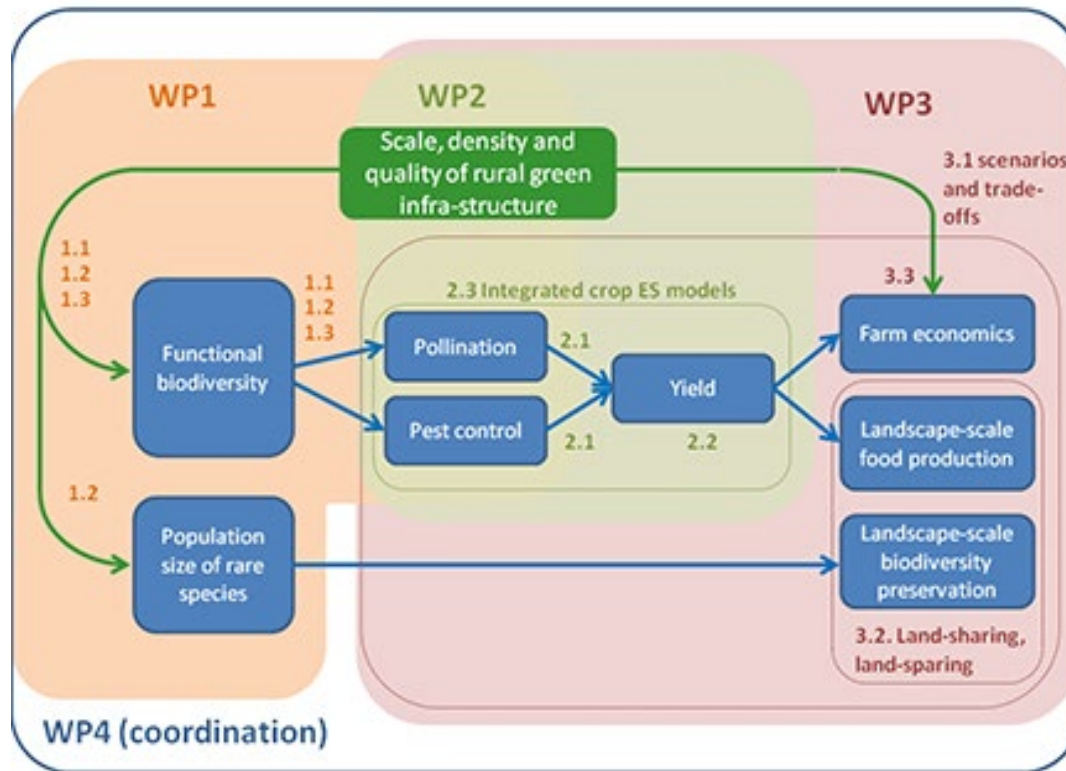 WP1
WP2
WP3
Scale, density and
quality of rural green
infra-structure
3.1 scenarios
and trade-
offs
1.1
1.2
1.3
1.1
1.2
1.3
2.3 Integrated crop ES models
3.3
Functional
biodiversity
Pollination
2.1
Farm economics
Yield
Pest control
2.1
2.2
Landscape-scale
food production
1.2
Population
size of rare
species
Landscape-scale
biodiversity
preservation
3.2. Land-sharing,
land-sparing
WP4 (coordination)